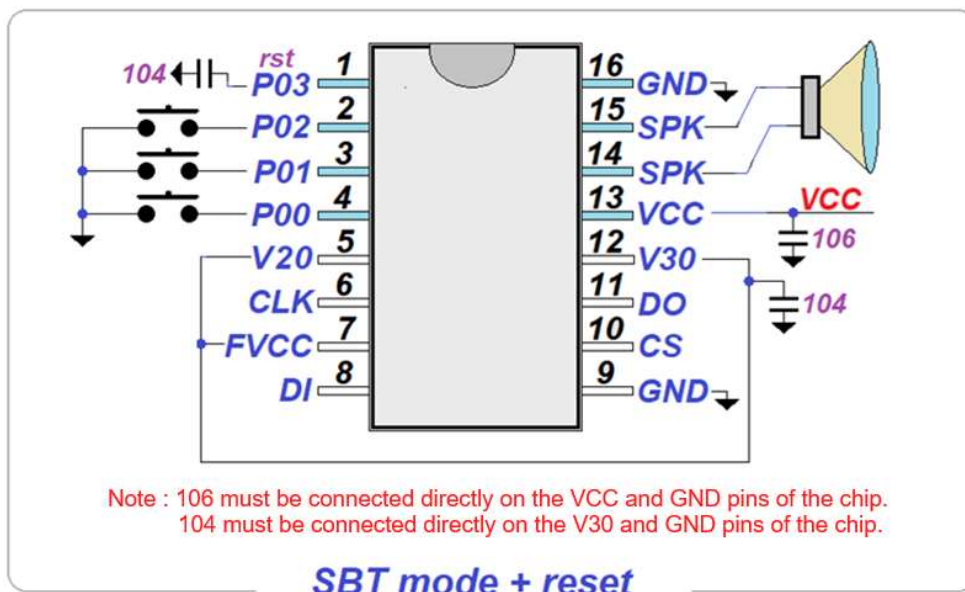 rst
104
P03 1 16 GND
P02 2 15 SPK
P01 3 14 SPK
P00 4 13 VCC VCC
106
V20 5 12 V30
CLK 6 11 DO
104
FVCC 7 10 CS
DI 8 9 GND
Note : 106 must be connected directly on the VCC and GND pins of the chip.
104 must be connected directly on the V30 and GND pins of the chip.
SBT mode + reset